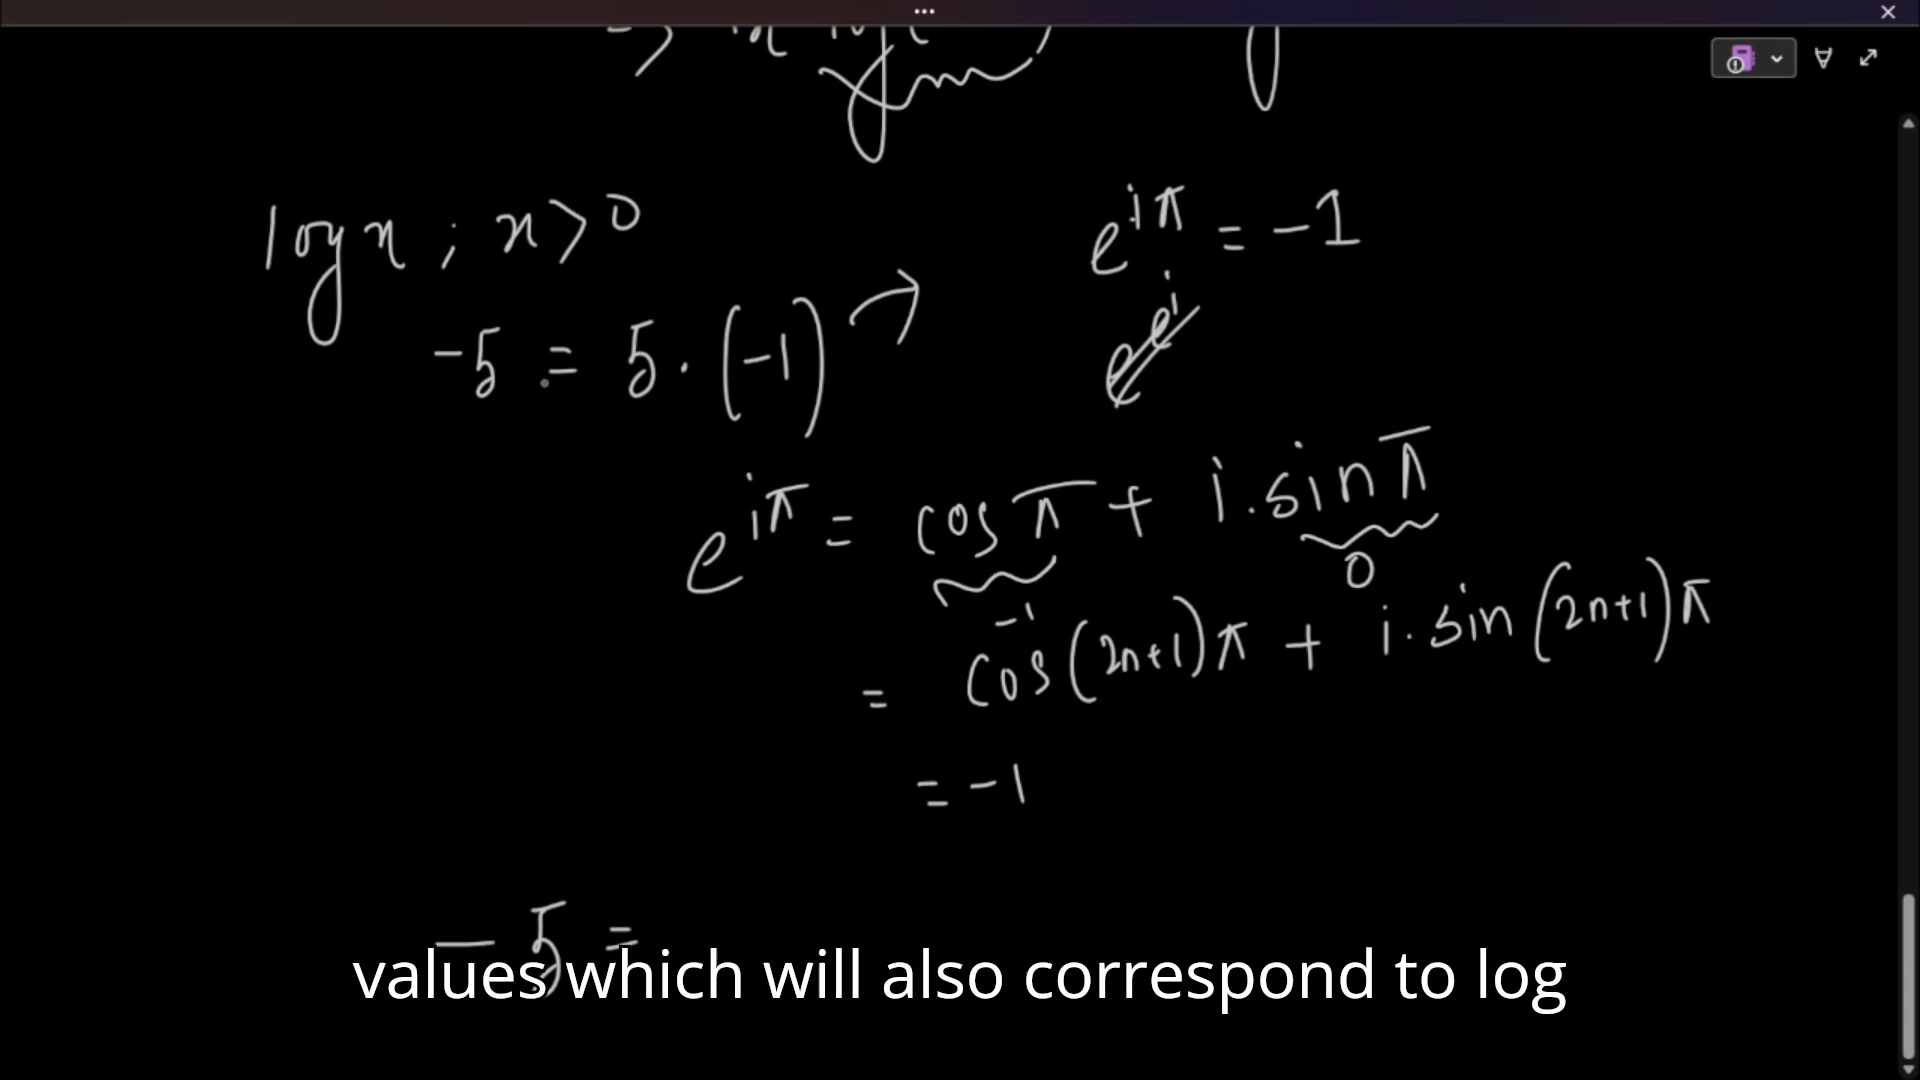 log x ; x > 0
e^{iπ} = -1
-5 = 5 · (-1) →
e^{iπ} = cos π + i · sin π
-1
0
= cos (2n+1) π + i · sin (2n+1) π
= -1
-5 =
values which will also correspond to log